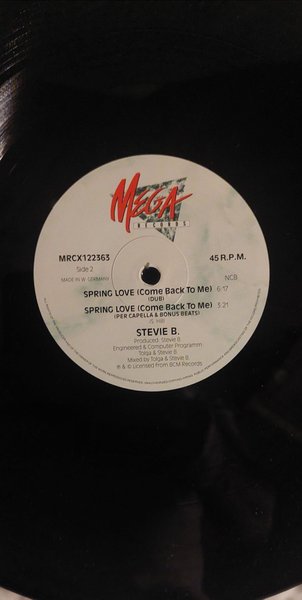 MEGA
RECORDS
MRCX122363
45 R.P.M.
Side 2
MADE IN W. GERMANY
NCB
SPRING LOVE (Come Back To Me) 6:17
(DUB)
SPRING LOVE (Come Back To Me) 3:21
(PER CAPELLA & BONUS BEATS)
(S. Hill)
STEVIE B.
Produced: Stevie B.
Engineered & Computer Programm
Tolga & Stevie B.
Mixed by Tolga & Stevie B.
℗ & © Licensed from BCM Records